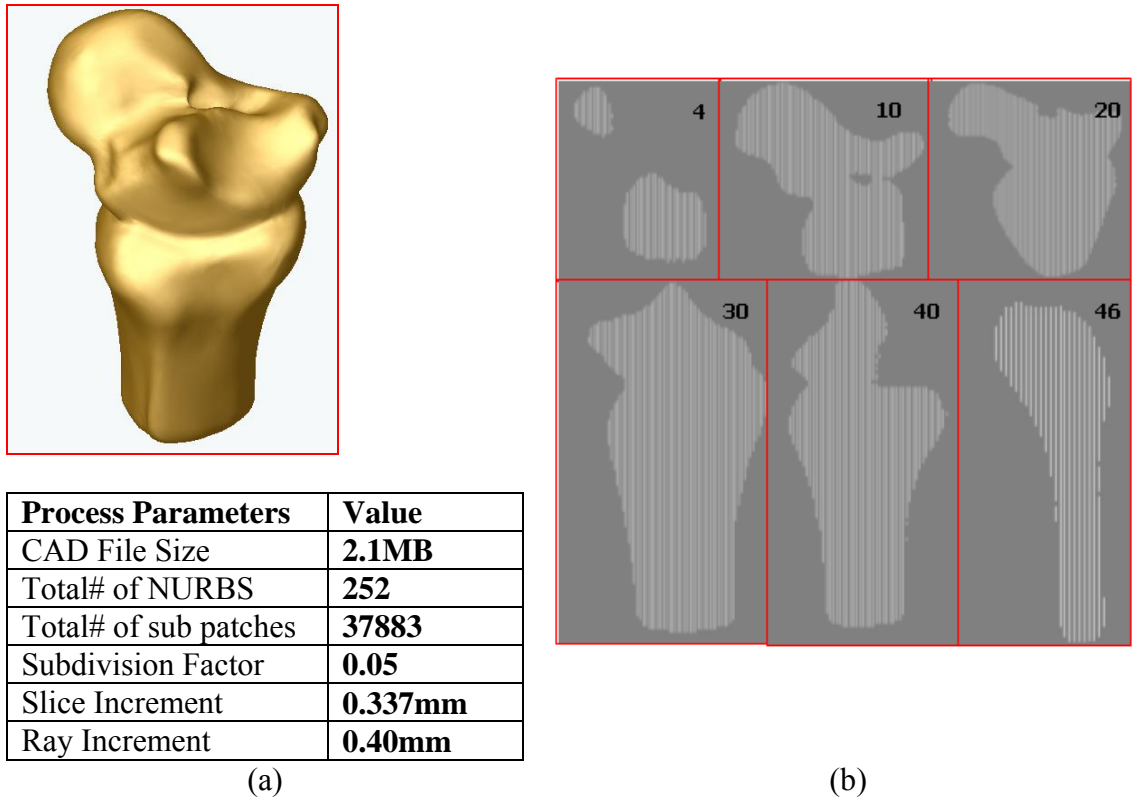 4
10
20
30
40
46
Process Parameters Value
CAD File Size 2.1MB
Total# of NURBS 252
Total# of sub patches 37883
Subdivision Factor 0.05
Slice Increment 0.337mm
Ray Increment 0.40mm
(a)
(b)